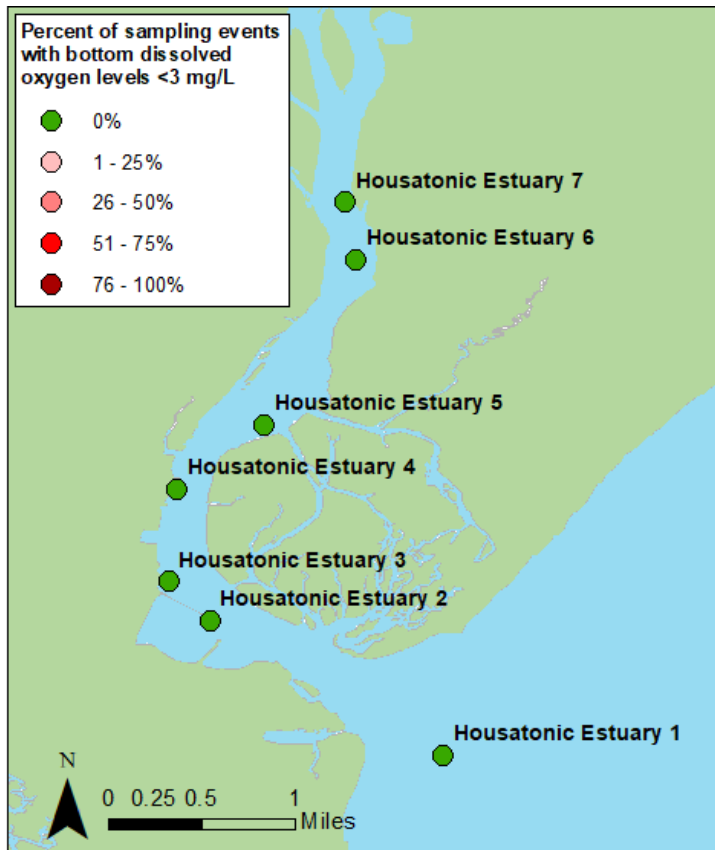 Percent of sampling events
with bottom dissolved
oxygen levels <3 mg/L
0%
1 - 25%
26 - 50%
51 - 75%
76 - 100%
Housatonic Estuary 7
Housatonic Estuary 6
Housatonic Estuary 5
Housatonic Estuary 4
Housatonic Estuary 3
Housatonic Estuary 2
Housatonic Estuary 1
N
0 0.25 0.5 1
Miles